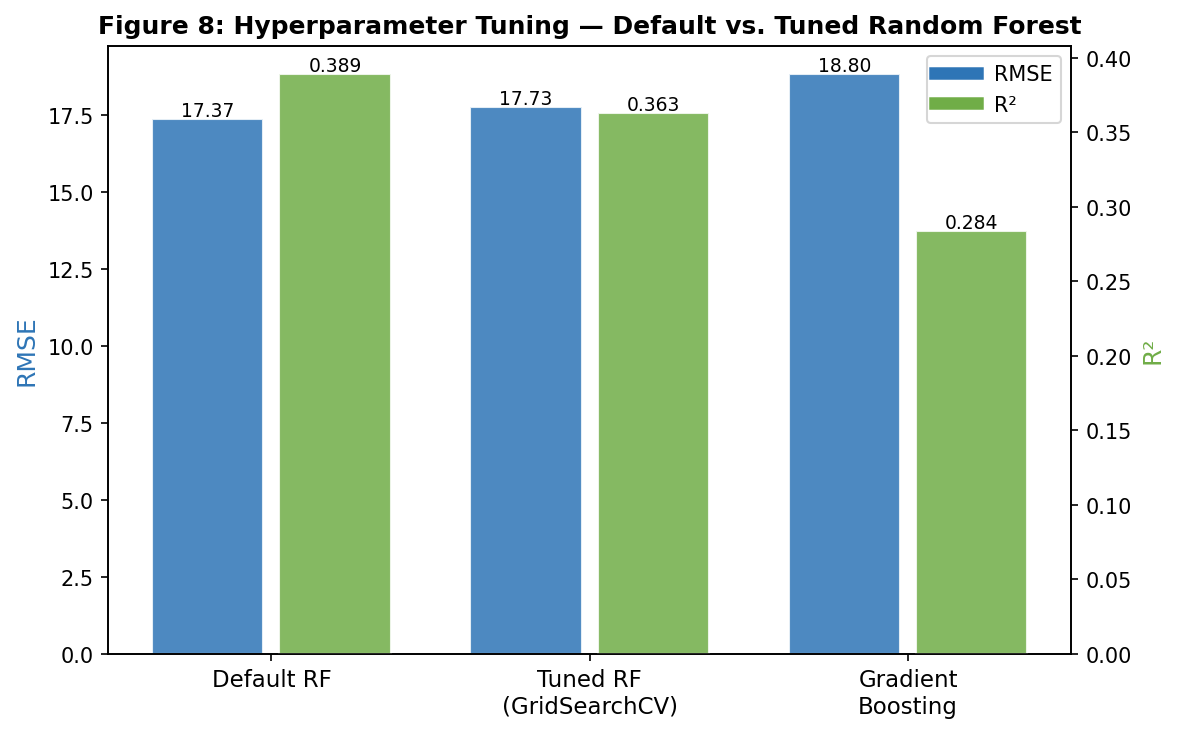 Figure 8: Hyperparameter Tuning — Default vs. Tuned Random Forest
RMSE
R²
17.37
0.389
17.73
0.363
18.80
0.284
RMSE
17.5
15.0
12.5
10.0
7.5
5.0
2.5
0.0
0.40
0.35
0.30
0.25
0.20
0.15
0.10
0.05
0.00
R²
Default RF
Tuned RF
(GridSearchCV)
Gradient
Boosting